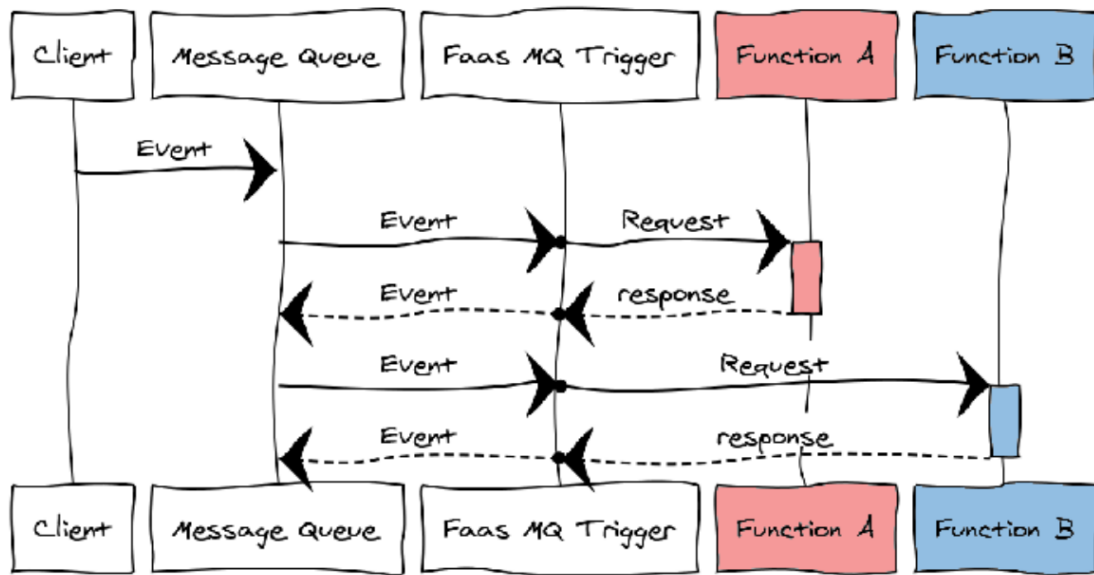 Client Message Queue Faas MQ Trigger Function A Function B
Event
Event Request
Event response
Event Request
Event response
Client Message Queue Faas MQ Trigger Function A Function B